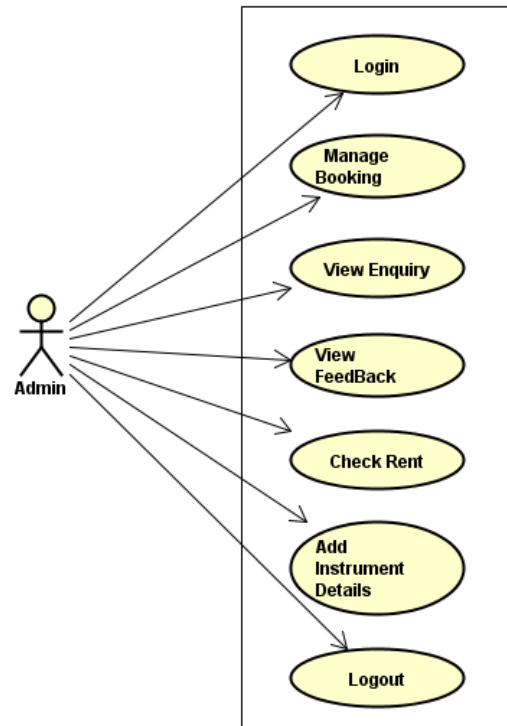 Login
Manage
Booking
View Enquiry
Admin
View
FeedBack
Check Rent
Add
Instrument
Details
Logout